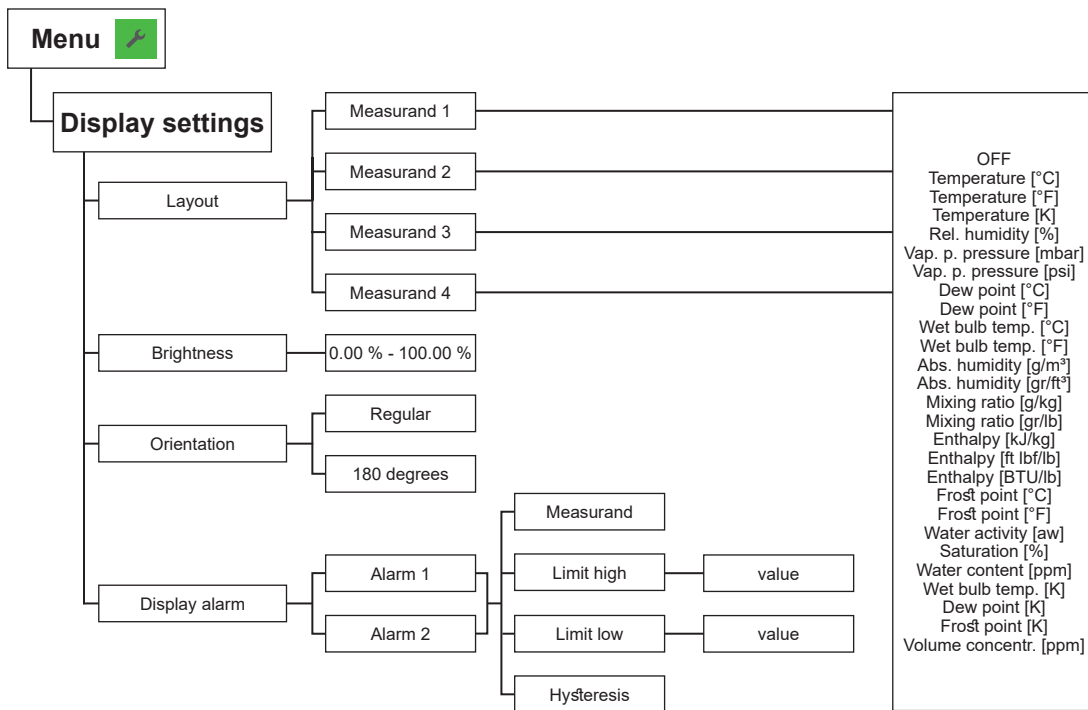 Menu
Display settings
Layout
Measurand 1
Measurand 2
Measurand 3
Measurand 4
Brightness
0.00 % - 100.00 %
Orientation
Regular
180 degrees
Display alarm
Alarm 1
Alarm 2
Measurand
Limit high
value
Limit low
value
Hysteresis
OFF
Temperature [°C]
Temperature [°F]
Temperature [K]
Rel. humidity [%]
Vap. p. pressure [mbar]
Vap. p. pressure [psi]
Dew point [°C]
Dew point [°F]
Wet bulb temp. [°C]
Wet bulb temp. [°F]
Abs. humidity [g/m³]
Abs. humidity [gr/ft³]
Mixing ratio [g/kg]
Mixing ratio [gr/lb]
Enthalpy [kJ/kg]
Enthalpy [ft lbf/lb]
Enthalpy [BTU/lb]
Frost point [°C]
Frost point [°F]
Water activity [aw]
Saturation [%]
Water content [ppm]
Wet bulb temp. [K]
Dew point [K]
Frost point [K]
Volume concentr. [ppm]